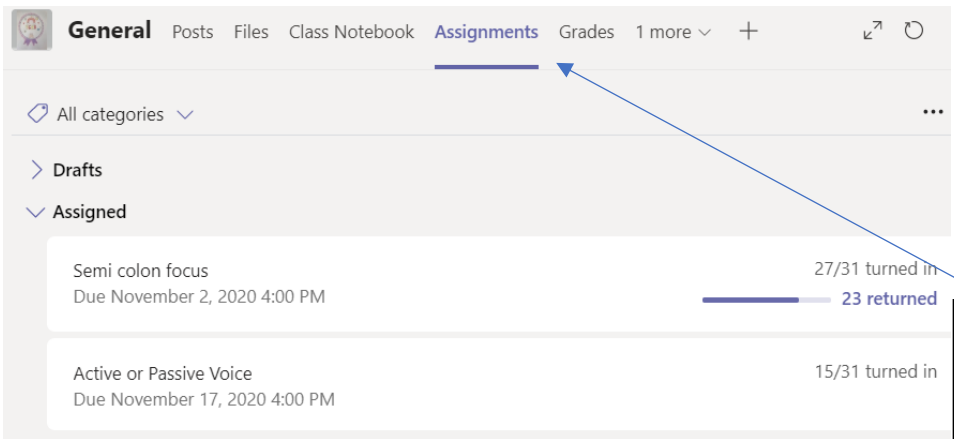 General Posts Files Class Notebook Assignments Grades 1 more
All categories
Drafts
Assigned
Semi colon focus
27/31 turned in
Due November 2, 2020 4:00 PM
23 returned
Active or Passive Voice
15/31 turned in
Due November 17, 2020 4:00 PM